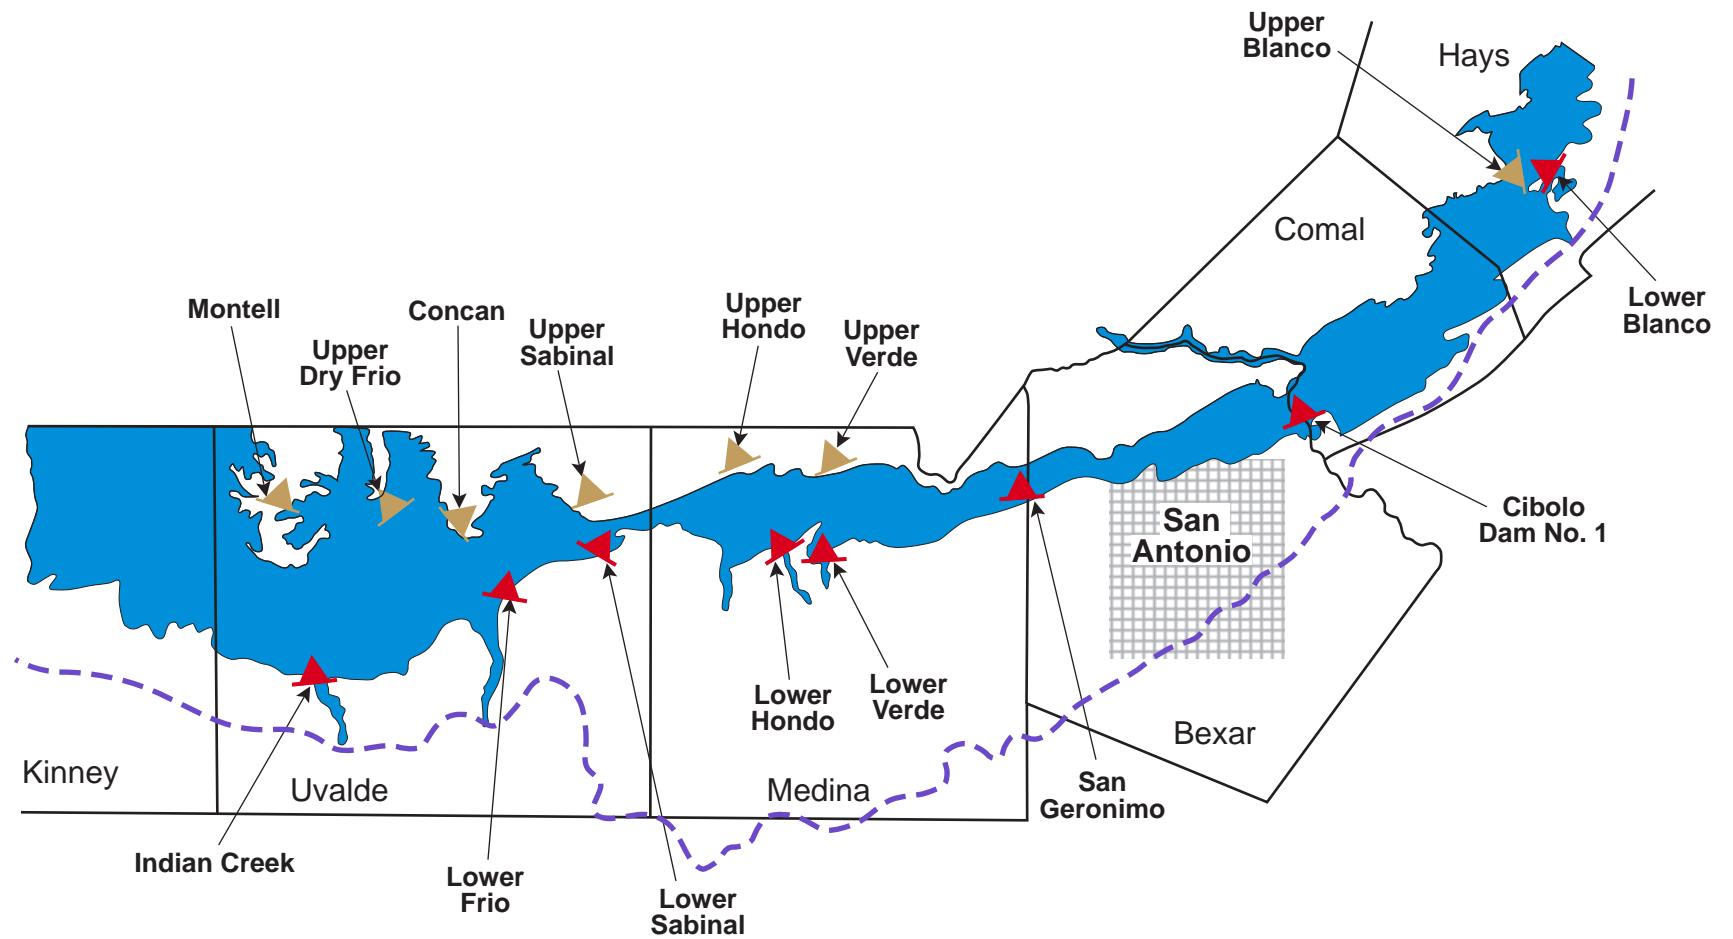 Upper
Blanco
Hays
Comal
Lower
Blanco
Montell
Upper
Dry Frio
Concan
Upper
Sabinal
Upper
Hondo
Upper
Verde
San
Antonio
Cibolo
Dam No. 1
Lower
Hondo
Lower
Verde
Bexar
Kinney
Uvalde
Medina
San
Geronimo
Indian Creek
Lower
Frio
Lower
Sabinal